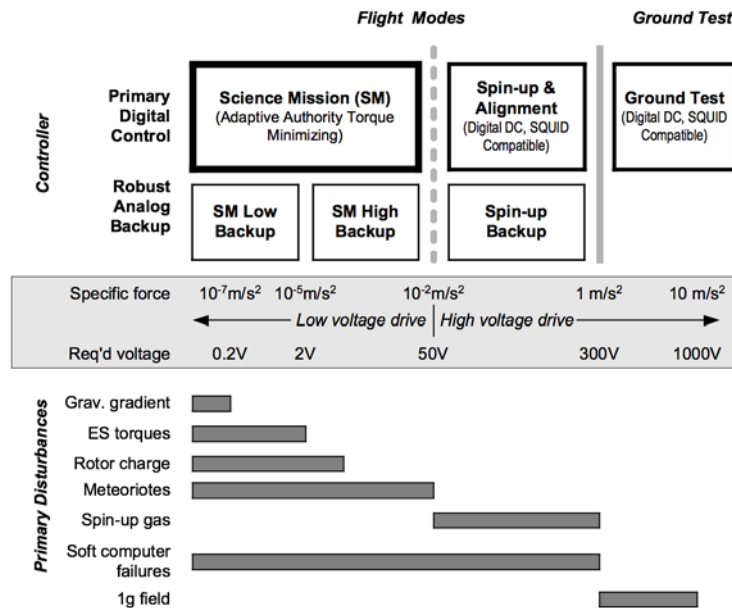 Flight Modes
Ground Test
Controller
Primary
Digital
Control
Science Mission (SM)
(Adaptive Authority Torque
Minimizing)
Spin-up &
Alignment
(Digital DC, SQUID
Compatible)
Ground Test
(Digital DC, SQUID
Compatible)
Robust
Analog
Backup
SM Low
Backup
SM High
Backup
Spin-up
Backup
Specific force 10⁻⁷m/s² 10⁻⁵m/s² 10⁻²m/s² 1 m/s² 10 m/s²
Low voltage drive High voltage drive
Req'd voltage 0.2V 2V 50V 300V 1000V
Primary Disturbances
Grav. gradient
ES torques
Rotor charge
Meteoriotes
Spin-up gas
Soft computer
failures
1g field